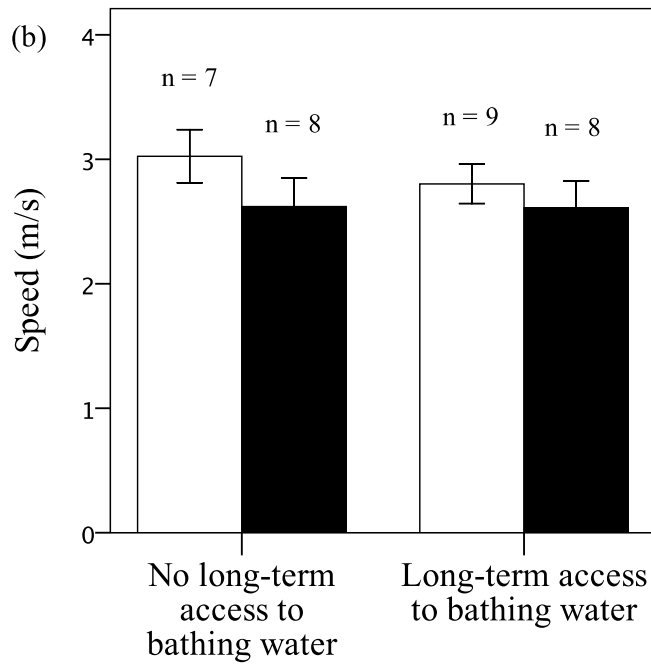 (b)
4
3
2
1
0
Speed (m/s)
n = 7
n = 8
n = 9
n = 8
No long-term
access to
bathing water
Long-term access
to bathing water